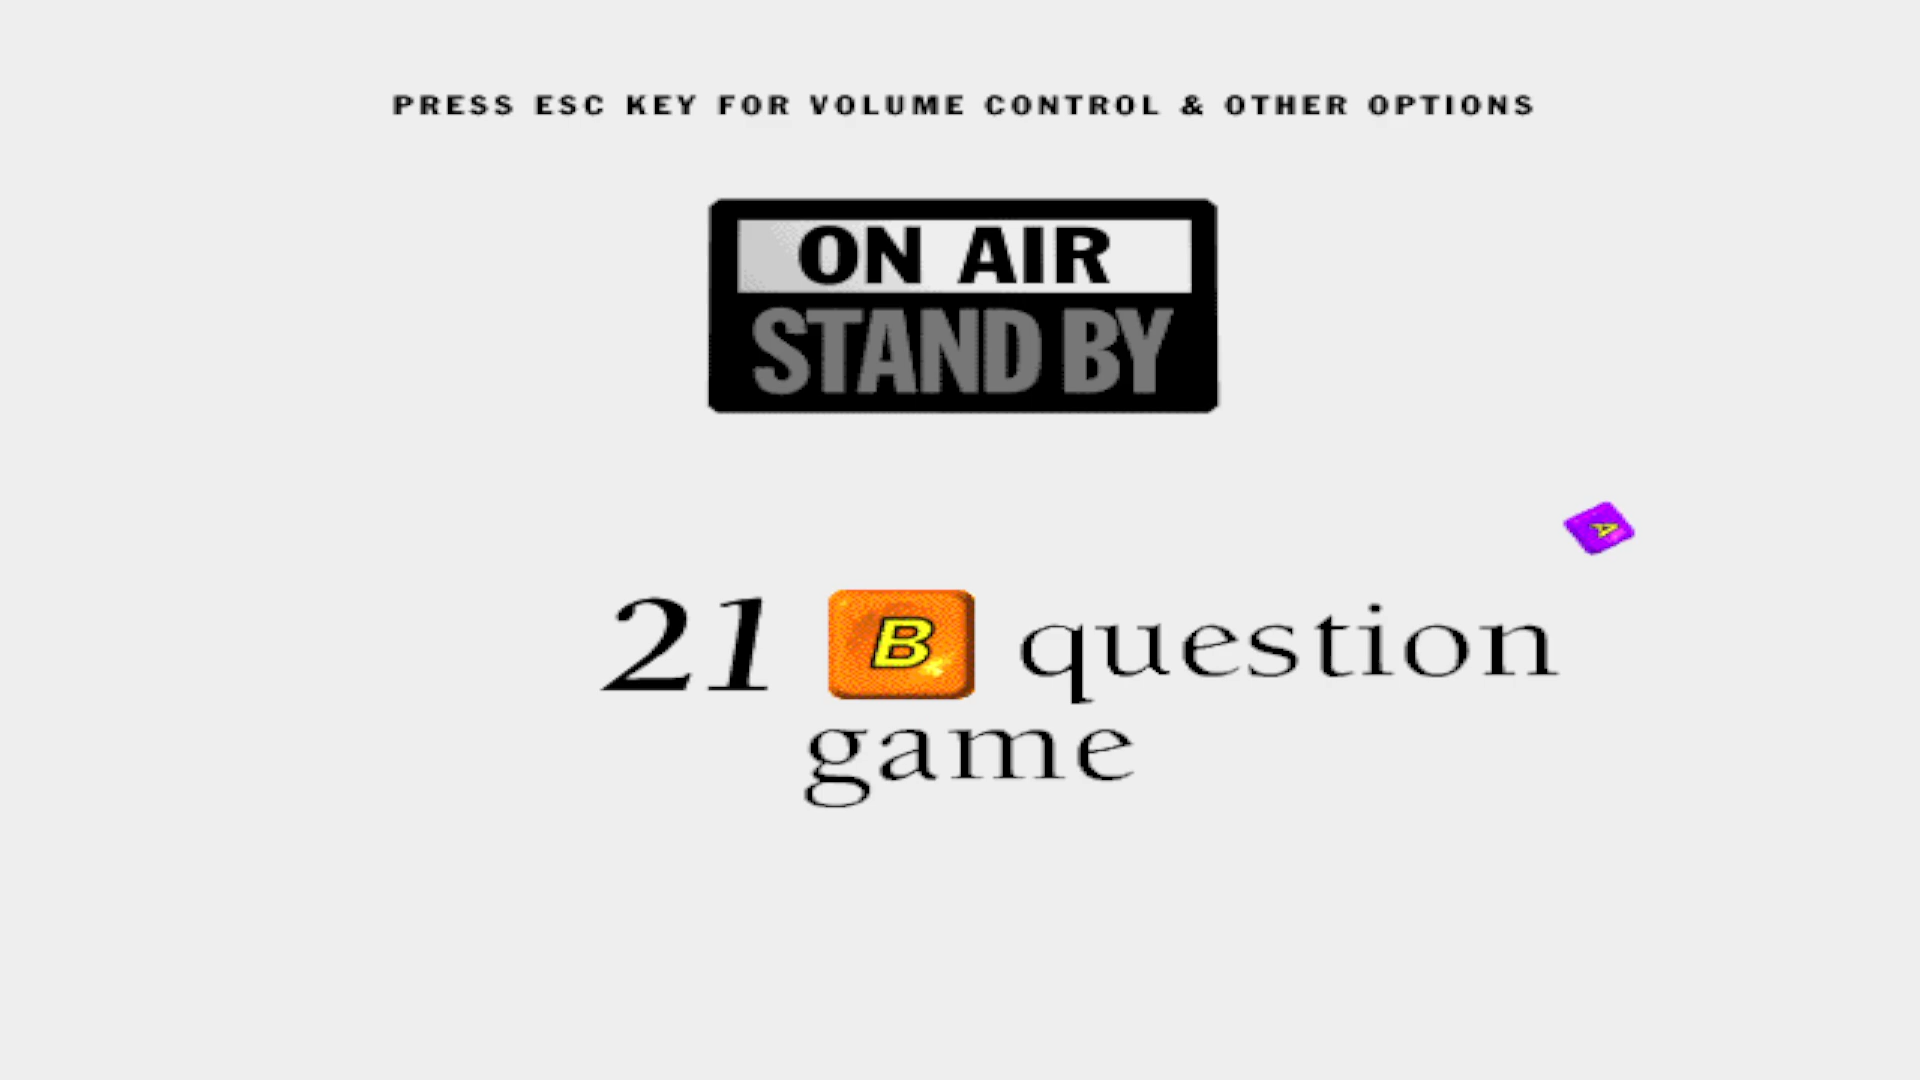 PRESS ESC KEY FOR VOLUME CONTROL & OTHER OPTIONS
ON AIR
STAND BY
A
21 B question
game